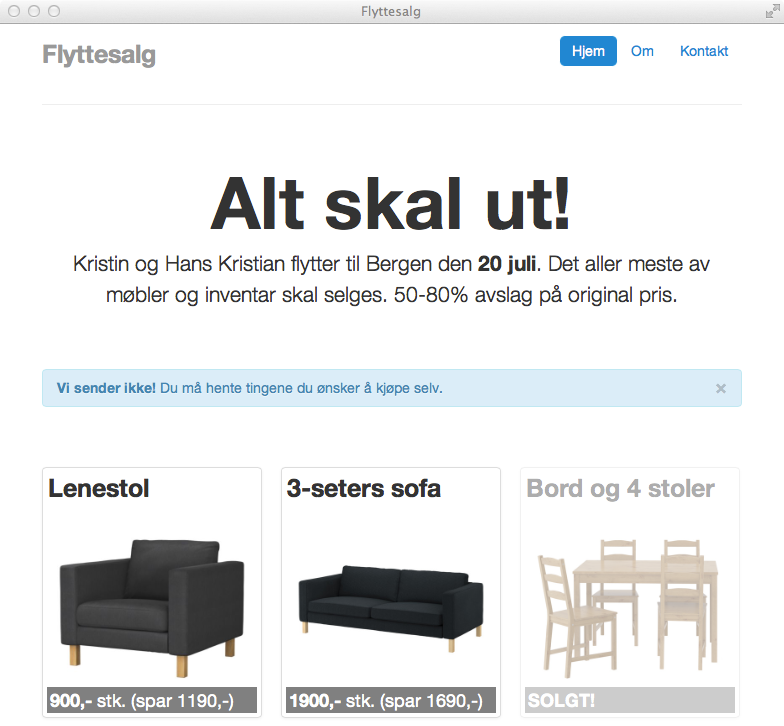 Flyttesalg
Flyttesalg
Hjem Om Kontakt
Alt skal ut!
Kristin og Hans Kristian flytter til Bergen den 20 juli. Det aller meste av
møbler og inventar skal selges. 50-80% avslag på original pris.
Vi sender ikke! Du må hente tingene du ønsker å kjøpe selv. ×
Lenestol
900,- stk. (spar 1190,-)
3-seters sofa
1900,- stk. (spar 1690,-)
Bord og 4 stoler
SOLGT!